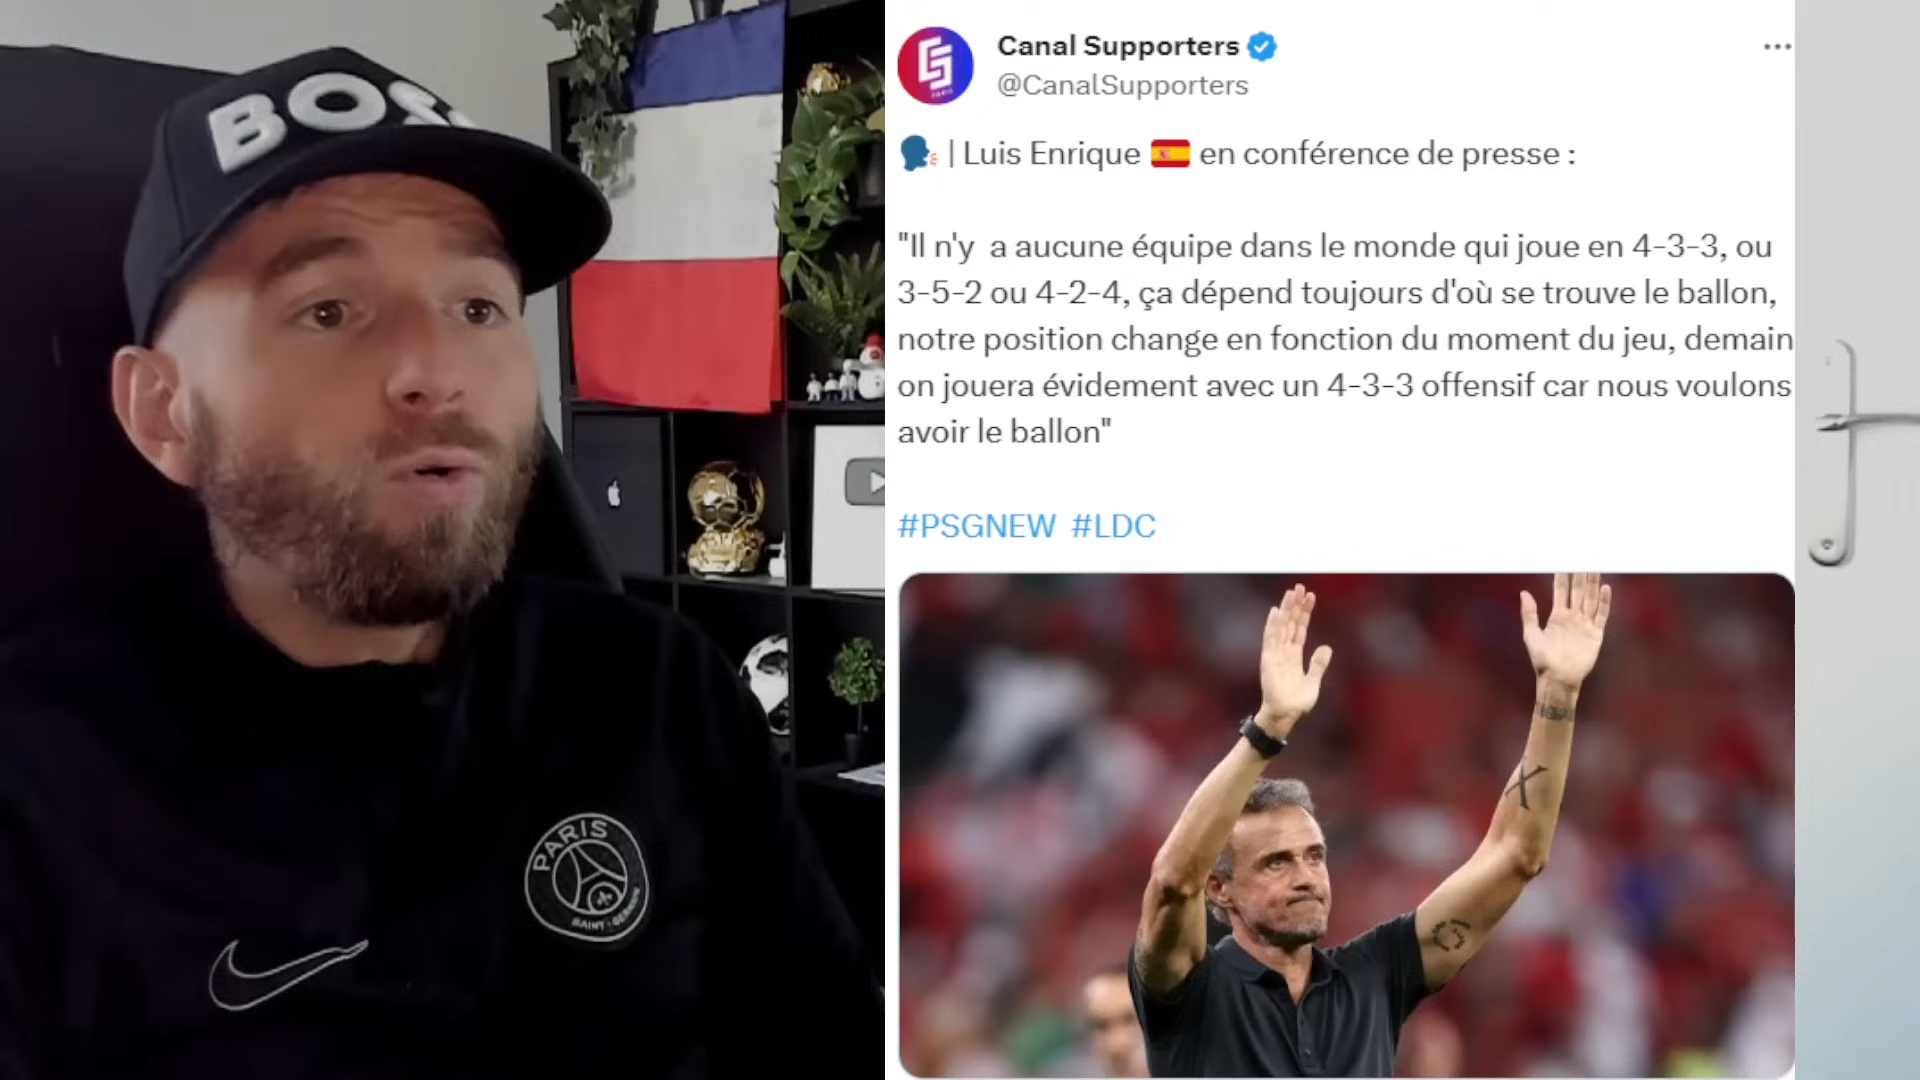 BOSS
PARIS
SAINT-GERMAIN
Canal Supporters
@CanalSupporters
| Luis Enrique en conférence de presse :
"Il n'y a aucune équipe dans le monde qui joue en 4-3-3, ou
3-5-2 ou 4-2-4, ça dépend toujours d'où se trouve le ballon,
notre position change en fonction du moment du jeu, demain
on jouera évidement avec un 4-3-3 offensif car nous voulons
avoir le ballon"
#PSGNEW #LDC